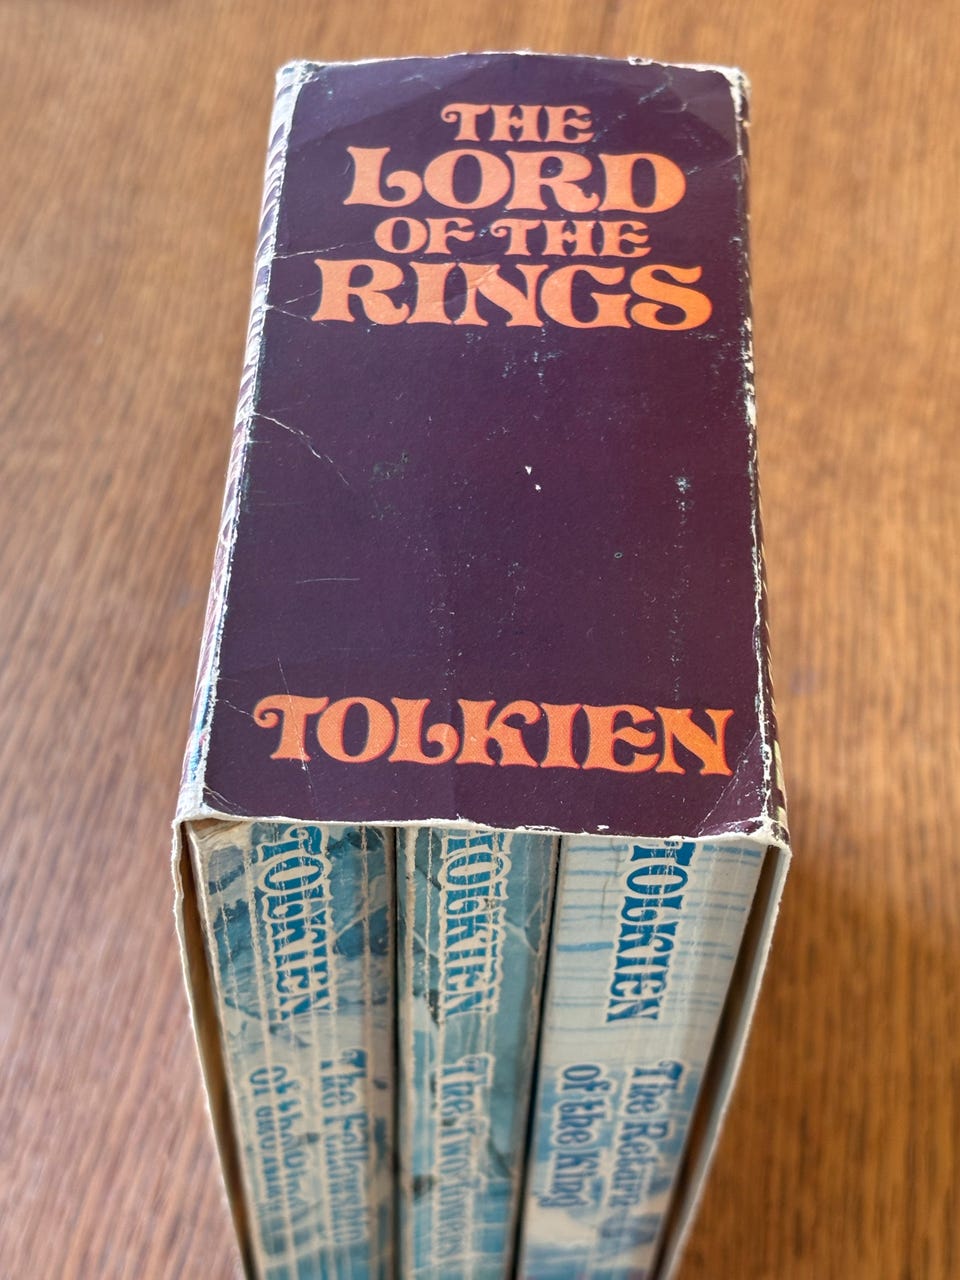 THE
LORD
OF THE
RINGS
TOLKIEN
TOLKIEN
The Fellowship
of the Ring
TOLKIEN
The Two Towers
TOLKIEN
The Return
of the King